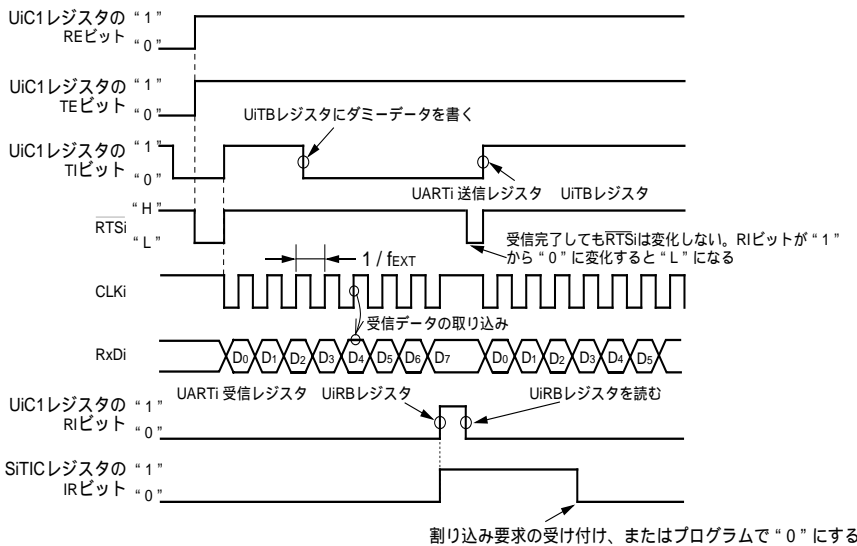 UiC1レジスタの “ 1 ”
REビット “ 0 ”
UiC1レジスタの “ 1 ”
TEビット “ 0 ”
UiTBレジスタにダミーデータを書く
UiC1レジスタの “ 1 ”
TIビット “ 0 ”
UARTi 送信レジスタ UiTBレジスタ
“ H ”
RTSi
“ L ”
受信完了してもRTSiは変化しない。RIビットが “ 1 ”
から “ 0 ” に変化すると “ L ” になる
1 / fEXT
CLKi
受信データの取り込み
RxDi D0 D1 D2 D3 D4 D5 D6 D7 D0 D1 D2 D3 D4 D5
UARTi 受信レジスタ UiRBレジスタ UiRBレジスタを読む
UiC1レジスタの “ 1 ”
RIビット “ 0 ”
SiTICレジスタの “ 1 ”
IRビット “ 0 ”
割り込み要求の受け付け、またはプログラムで “ 0 ” にする